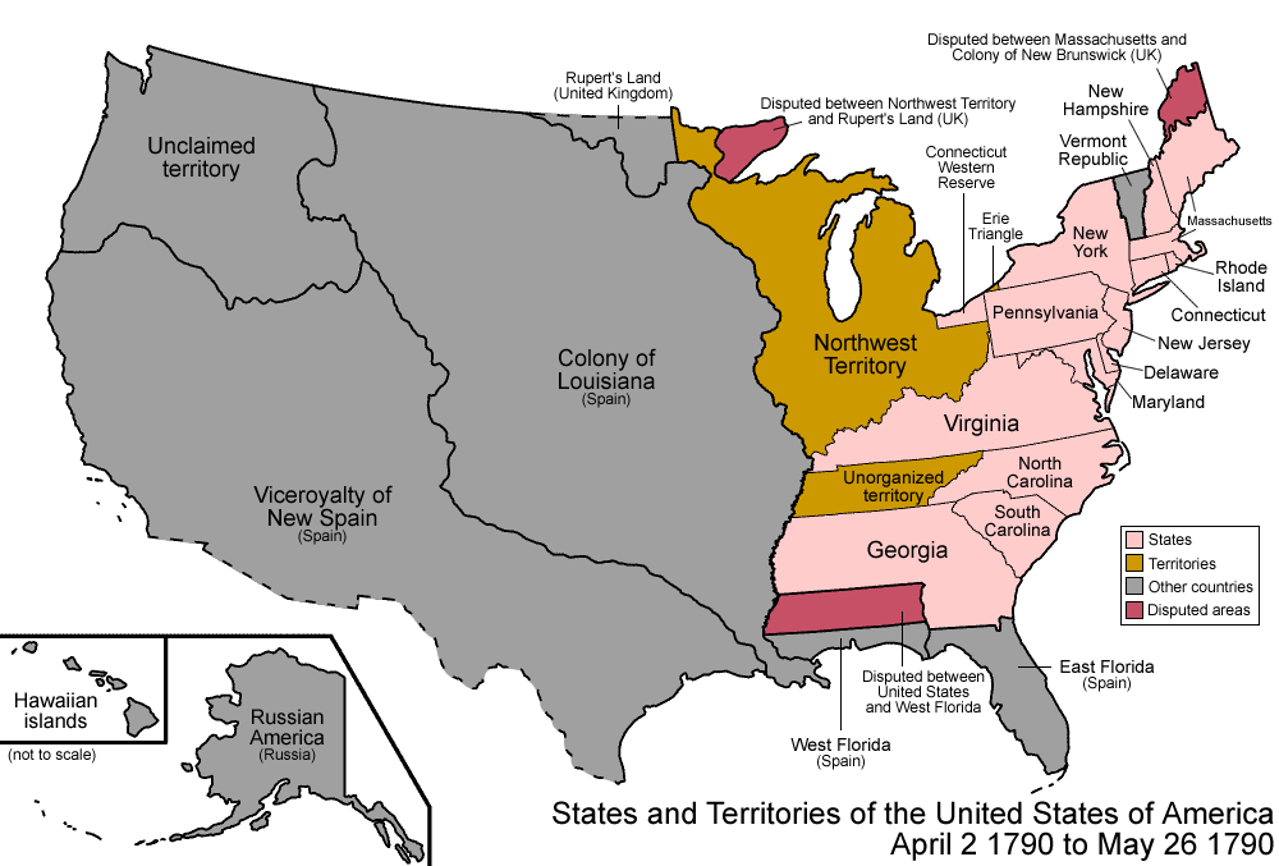 Disputed between Massachusetts and
Colony of New Brunswick (UK)
Rupert's Land
(United Kingdom)
New
Hampshire
Disputed between Northwest Territory
and Rupert's Land (UK)
Vermont
Republic
Unclaimed
territory
Connecticut
Western
Reserve
Erie
Triangle
Massachusetts
New
York
Rhode
Island
Pennsylvania
Connecticut
Northwest
Territory
New Jersey
Colony of
Louisiana
(Spain)
Delaware
Maryland
Virginia
Viceroyalty of
New Spain
(Spain)
Unorganized
territory
North
Carolina
South
Carolina
Georgia
States
Territories
Other countries
Disputed areas
East Florida
(Spain)
Disputed between
United States
and West Florida
West Florida
(Spain)
Hawaiian
islands
(not to scale)
Russian
America
(Russia)
States and Territories of the United States of America
April 2 1790 to May 26 1790